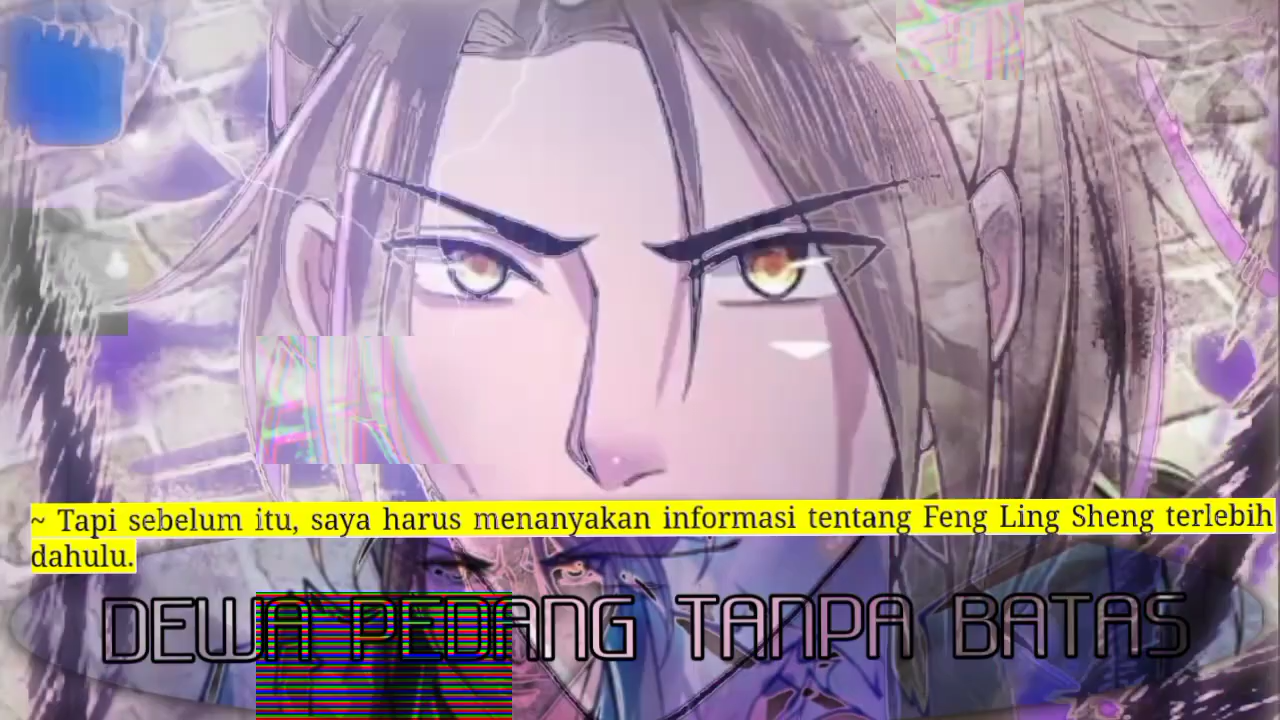 ~ Tapi sebelum itu, saya harus menanyakan informasi tentang Feng Ling Sheng terlebih
dahulu.
DEWA PEDANG TANPA BATAS